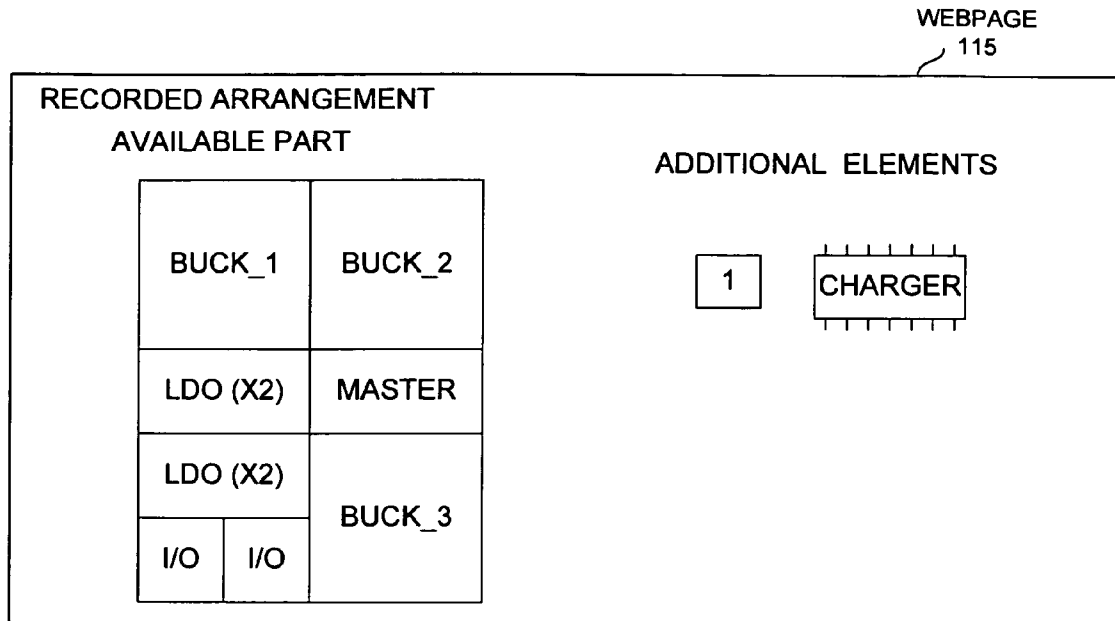 WEBPAGE
115
RECORDED ARRANGEMENT
AVAILABLE PART
ADDITIONAL ELEMENTS
BUCK_1
BUCK_2
1
CHARGER
LDO (X2)
MASTER
LDO (X2)
BUCK_3
I/O
I/O